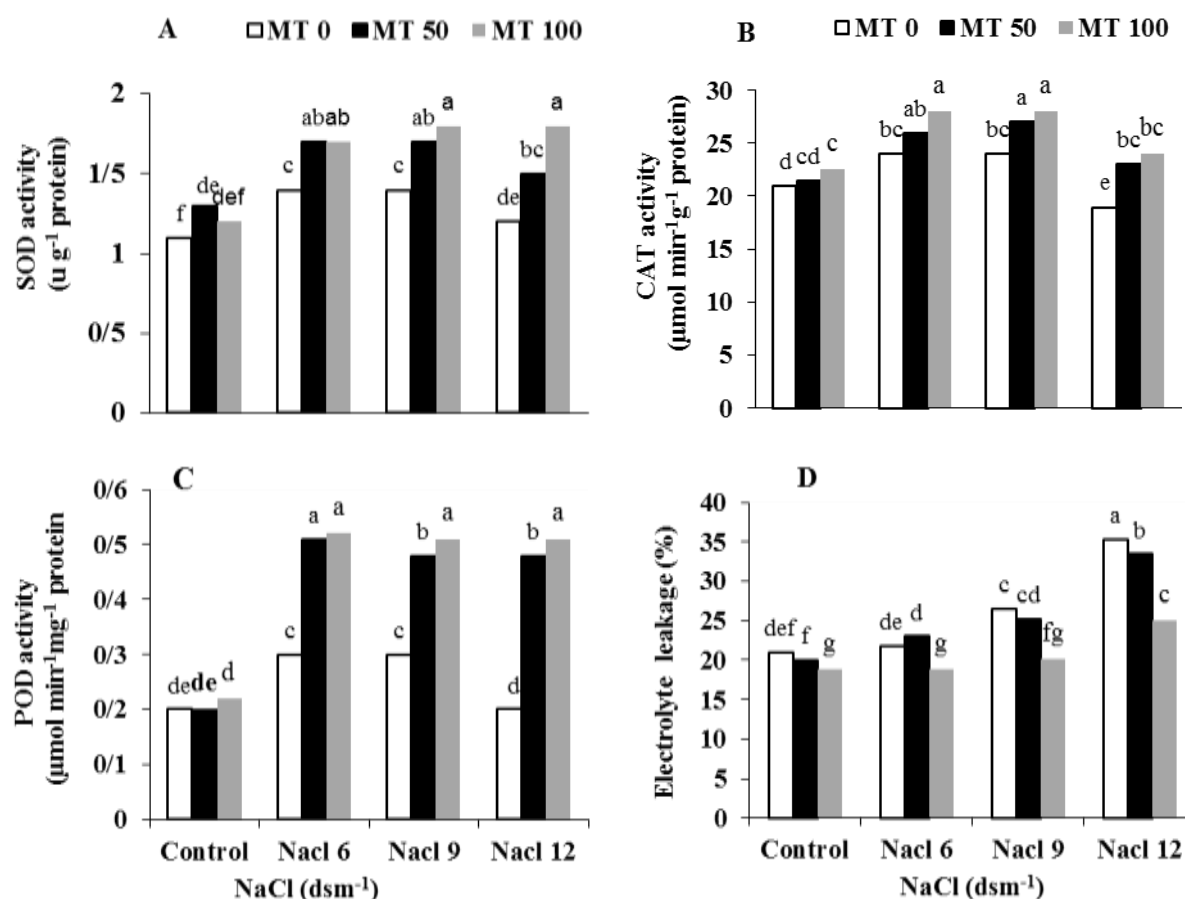 A
MT 0 MT 50 MT 100
SOD activity
(u g-1 protein)
2
1/5
1
0/5
0
f de def
c ab ab
c ab a
de bc a
B
MT 0 MT 50 MT 100
CAT activity
(µmol min-1g-1 protein)
30
25
20
15
10
5
0
d cd c
bc ab a
bc a a
e bc bc
C
POD activity
(µmol min-1mg-1 protein
0/6
0/5
0/4
0/3
0/2
0/1
0
de de d
c a a
c b a
d b a
Control Nacl 6 Nacl 9 Nacl 12
NaCl (dsm-1)
D
Electrolyte leakage (%)
40
35
30
25
20
15
10
5
0
def f g
de d g
c cd fg
a b c
Control Nacl 6 Nacl 9 Nacl 12
NaCl (dsm-1)